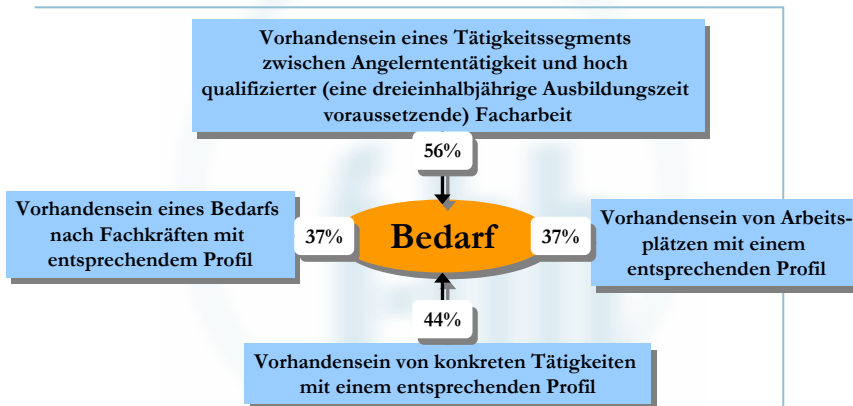 Vorhandensein eines Tätigkeitssegments
zwischen Angelerntentätigkeit und hoch
qualifizierter (eine dreieinhalbjährige Ausbildungszeit
voraussetzende) Facharbeit
56%
Vorhandensein eines Bedarfs
nach Fachkräften mit
entsprechendem Profil
37%
Bedarf
37%
Vorhandensein von Arbeits-
plätzen mit einem
entsprechenden Profil
44%
Vorhandensein von konkreten Tätigkeiten
mit einem entsprechenden Profil